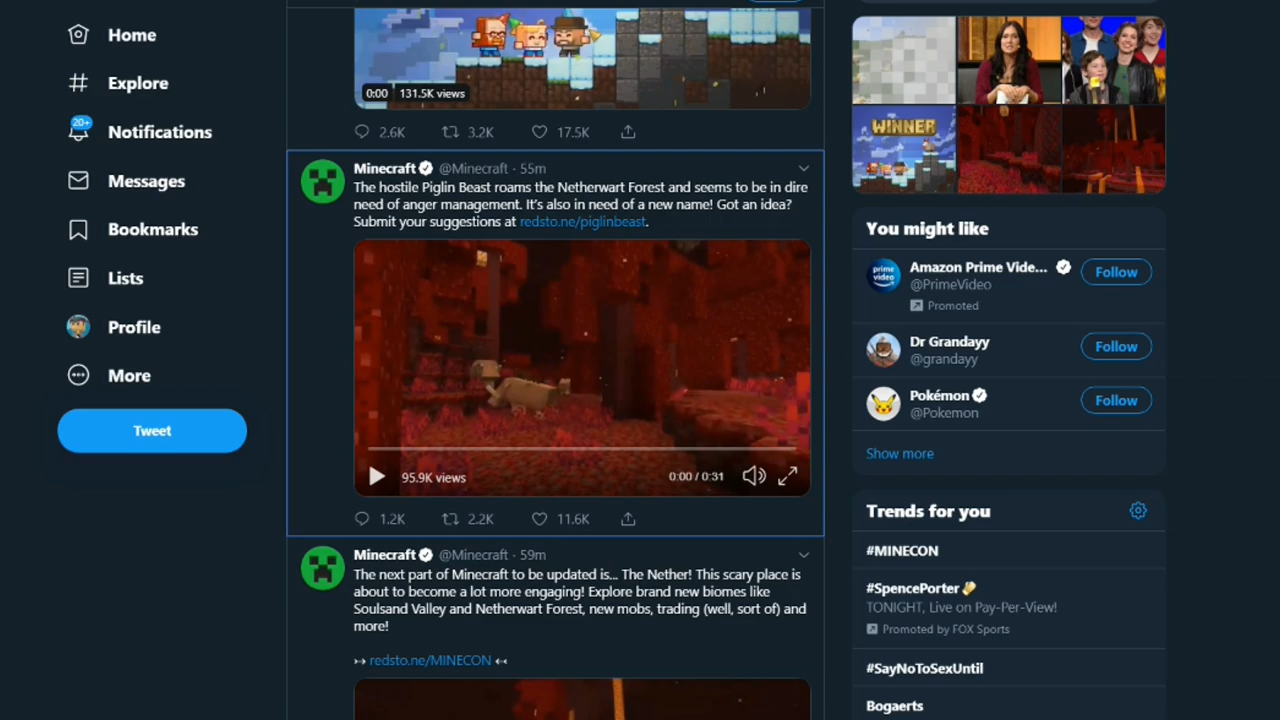 Home
Explore
20+
Notifications
Messages
Bookmarks
Lists
Profile
More
Tweet
0:00 131.5K views
2.6K 3.2K 17.5K
Minecraft @Minecraft · 55m
The hostile Piglin Beast roams the Netherwart Forest and seems to be in dire
need of anger management. It's also in need of a new name! Got an idea?
Submit your suggestions at redsto.ne/piglinbeast.
95.9K views 0:00 / 0:31
1.2K 2.2K 11.6K
Minecraft @Minecraft · 59m
The next part of Minecraft to be updated is... The Nether! This scary place is
about to become a lot more engaging! Explore brand new biomes like
Soulsand Valley and Netherwart Forest, new mobs, trading (well, sort of) and
more!
↣ redsto.ne/MINECON ↢
WINNER
You might like
prime
video
Amazon Prime Vide...
@PrimeVideo
Promoted
Follow
Dr Grandayy
@grandayy
Follow
Pokémon
@Pokemon
Follow
Show more
Trends for you
#MINECON
#SpencePorter
TONIGHT, Live on Pay-Per-View!
Promoted by FOX Sports
#SayNoToSexUntil
Bogaerts